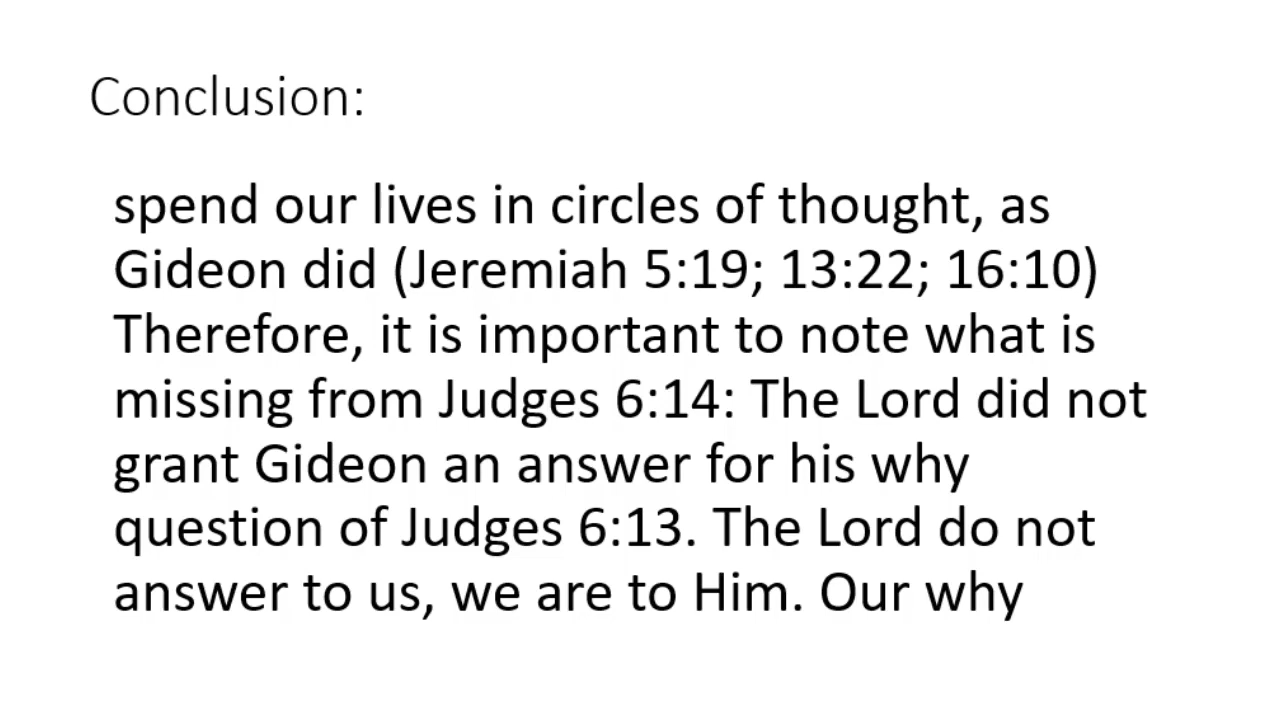 Conclusion:
spend our lives in circles of thought, as
Gideon did (Jeremiah 5:19; 13:22; 16:10)
Therefore, it is important to note what is
missing from Judges 6:14: The Lord did not
grant Gideon an answer for his why
question of Judges 6:13. The Lord do not
answer to us, we are to Him. Our why